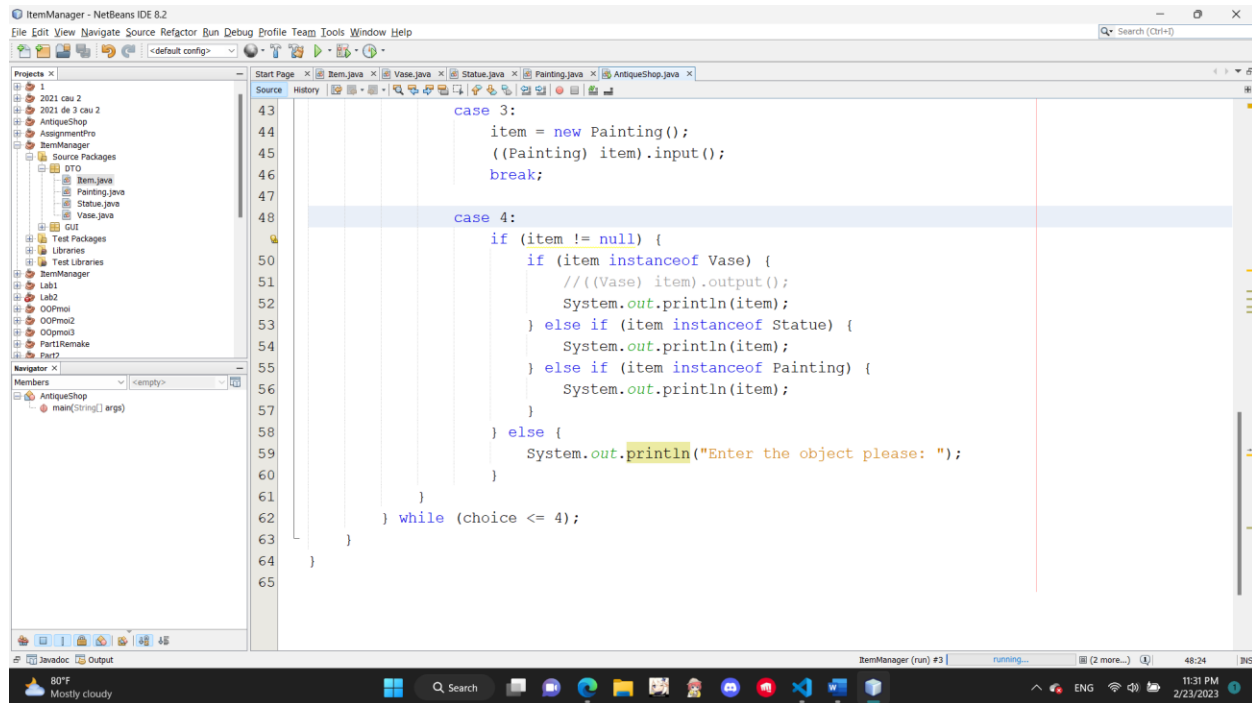 ItemManager - NetBeans IDE 8.2
File Edit View Navigate Source Refactor Run Debug Profile Team Tools Window Help
Search (Ctrl+I)
<default config>
Projects
Start Page Item.java Vase.java Statue.java Painting.java AntiqueShop.java
Source History
1
2021 cau 2
2021 de 3 cau 2
AntiqueShop
AssignmentPro
ItemManager
Source Packages
DTO
Item.java
Painting.java
Statue.java
Vase.java
GUI
Test Packages
Libraries
Test Libraries
ItemManager
Lab1
Lab2
OOPmoi
OOPmoi2
OOpmoi3
Part1Remake
Part2
Navigator
Members <empty>
AntiqueShop
main(String[] args)
43 case 3:
44 item = new Painting();
45 ((Painting) item).input();
46 break;
47
48 case 4:
if (item != null) {
50 if (item instanceof Vase) {
51 //((Vase) item).output();
52 System.out.println(item);
53 } else if (item instanceof Statue) {
54 System.out.println(item);
55 } else if (item instanceof Painting) {
56 System.out.println(item);
57 }
58 } else {
59 System.out.println("Enter the object please: ");
60 }
61 }
62 } while (choice <= 4);
63 }
64 }
65
Javadoc Output
ItemManager (run) #3 running... (2 more...) 48:24 INS
80°F
Mostly cloudy
Search
ENG
11:31 PM
2/23/2023